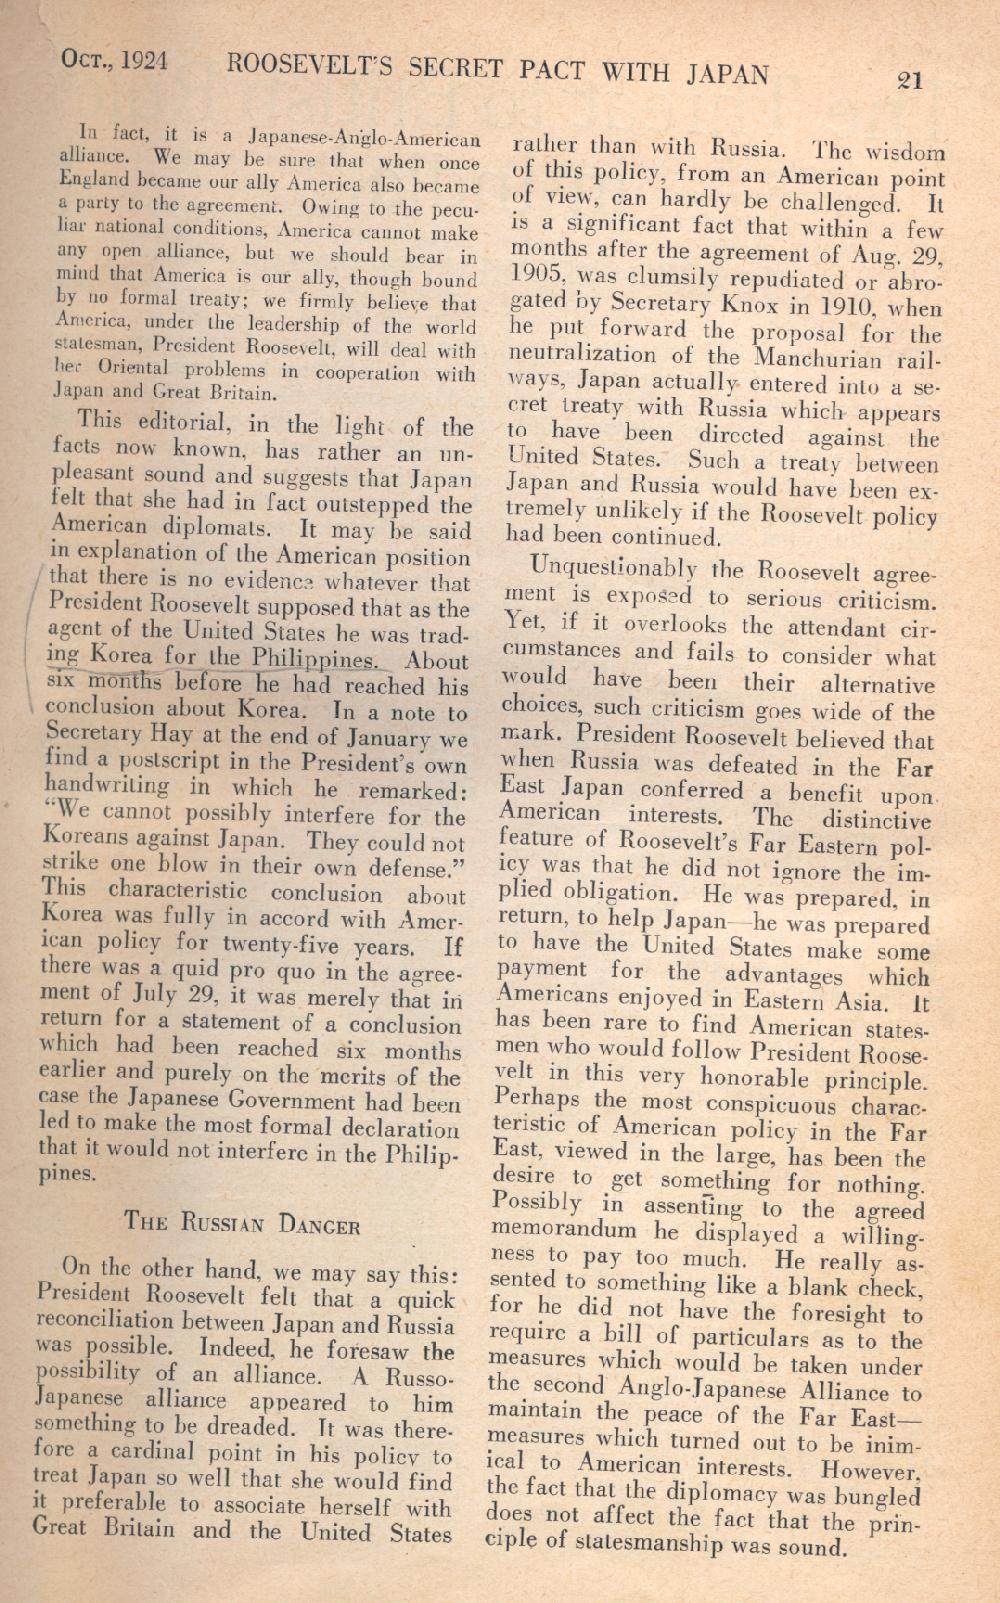 OCT., 1924 ROOSEVELT'S SECRET PACT WITH JAPAN 21
In fact, it is a Japanese-Anglo-American
alliance. We may be sure that when once
England became our ally America also became
a party to the agreement. Owing to the pecu-
liar national conditions, America cannot make
any open alliance, but we should bear in
mind that America is our ally, though bound
by no formal treaty; we firmly believe that
America, under the leadership of the world
statesman, President Roosevelt, will deal with
her Oriental problems in cooperation with
Japan and Great Britain.
This editorial, in the light of the
facts now known, has rather an un-
pleasant sound and suggests that Japan
felt that she had in fact outstepped the
American diplomats. It may be said
in explanation of the American position
that there is no evidence whatever that
President Roosevelt supposed that as the
agent of the United States he was trad-
ing Korea for the Philippines. About
six months before he had reached his
conclusion about Korea. In a note to
Secretary Hay at the end of January we
find a postscript in the President's own
handwriting in which he remarked:
"We cannot possibly interfere for the
Koreans against Japan. They could not
strike one blow in their own defense."
This characteristic conclusion about
Korea was fully in accord with Amer-
ican policy for twenty-five years. If
there was a quid pro quo in the agree-
ment of July 29, it was merely that in
return for a statement of a conclusion
which had been reached six months
earlier and purely on the merits of the
case the Japanese Government had been
led to make the most formal declaration
that it would not interfere in the Philip-
pines.
THE RUSSIAN DANGER
On the other hand, we may say this:
President Roosevelt felt that a quick
reconciliation between Japan and Russia
was possible. Indeed, he foresaw the
possibility of an alliance. A Russo-
Japanese alliance appeared to him
something to be dreaded. It was there-
fore a cardinal point in his policy to
treat Japan so well that she would find
it preferable to associate herself with
Great Britain and the United States
rather than with Russia. The wisdom
of this policy, from an American point
of view, can hardly be challenged. It
is a significant fact that within a few
months after the agreement of Aug. 29,
1905, was clumsily repudiated or abro-
gated by Secretary Knox in 1910, when
he put forward the proposal for the
neutralization of the Manchurian rail-
ways, Japan actually entered into a se-
cret treaty with Russia which appears
to have been directed against the
United States. Such a treaty between
Japan and Russia would have been ex-
tremely unlikely if the Roosevelt policy
had been continued.
Unquestionably the Roosevelt agree-
ment is exposed to serious criticism.
Yet, if it overlooks the attendant cir-
cumstances and fails to consider what
would have been their alternative
choices, such criticism goes wide of the
mark. President Roosevelt believed that
when Russia was defeated in the Far
East Japan conferred a benefit upon
American interests. The distinctive
feature of Roosevelt's Far Eastern pol-
icy was that he did not ignore the im-
plied obligation. He was prepared, in
return, to help Japan—he was prepared
to have the United States make some
payment for the advantages which
Americans enjoyed in Eastern Asia. It
has been rare to find American states-
men who would follow President Roose-
velt in this very honorable principle.
Perhaps the most conspicuous charac-
teristic of American policy in the Far
East, viewed in the large, has been the
desire to get something for nothing.
Possibly in assenting to the agreed
memorandum he displayed a willing-
ness to pay too much. He really as-
sented to something like a blank check,
for he did not have the foresight to
require a bill of particulars as to the
measures which would be taken under
the second Anglo-Japanese Alliance to
maintain the peace of the Far East—
measures which turned out to be inim-
ical to American interests. However,
the fact that the diplomacy was bungled
does not affect the fact that the prin-
ciple of statesmanship was sound.